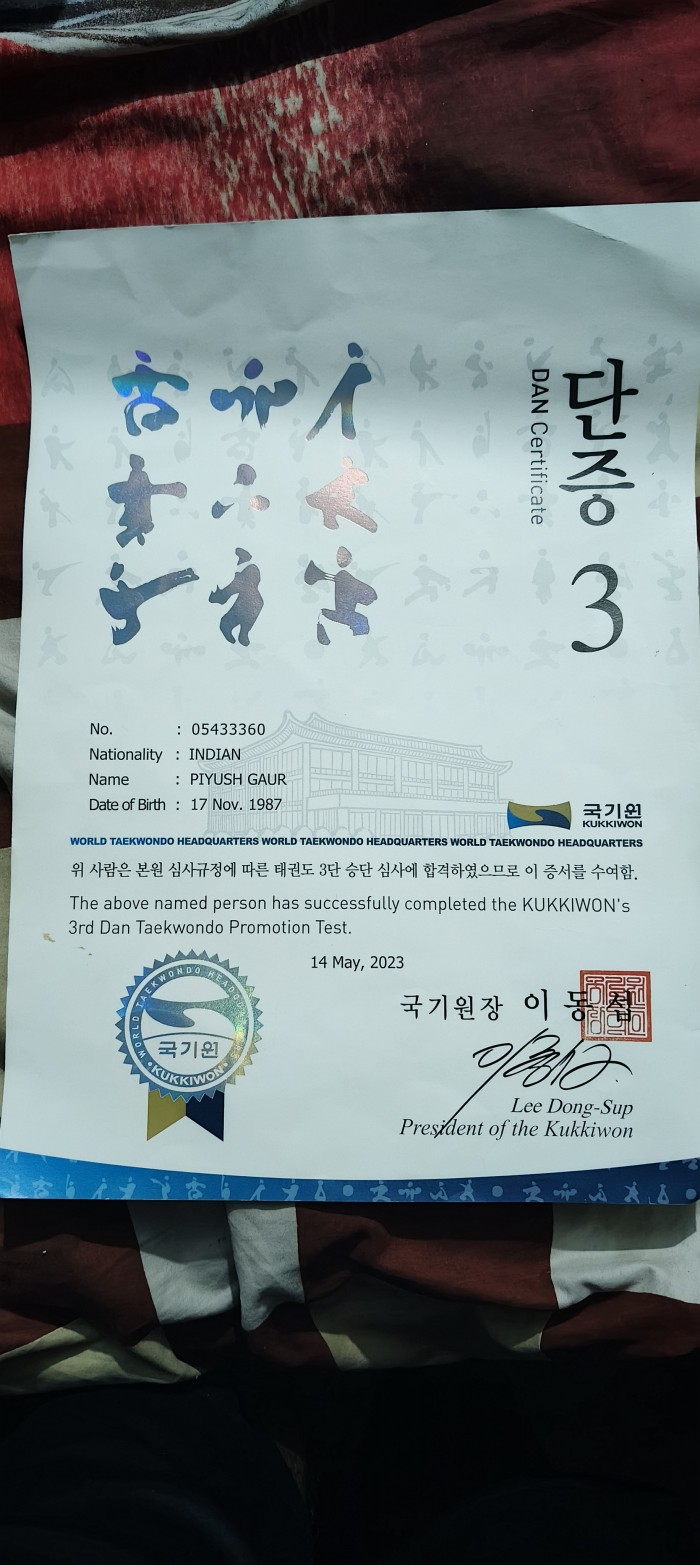 단증 3
DAN Certificate
No. : 05433360
Nationality : INDIAN
Name : PIYUSH GAUR
Date of Birth : 17 Nov. 1987
국기원
KUKKIWON
WORLD TAEKWONDO HEADQUARTERS WORLD TAEKWONDO HEADQUARTERS WORLD TAEKWONDO HEADQUARTERS
위 사람은 본원 심사규정에 따른 태권도 3단 승단 심사에 합격하였으므로 이 증서를 수여함.
The above named person has successfully completed the KUKKIWON's
3rd Dan Taekwondo Promotion Test.
14 May, 2023
WORLD TAEKWONDO HEADQU
국기원
KUKKIWON
국기원장 이동섭
Lee Dong-Sup
President of the Kukkiwon